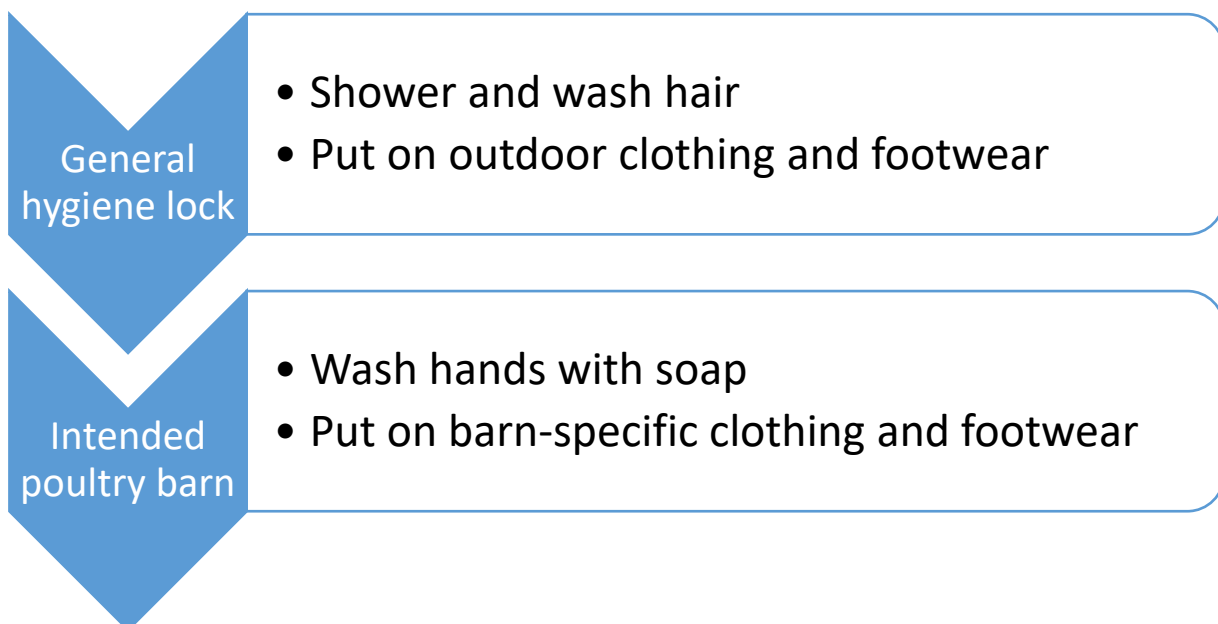 General
hygiene lock
• Shower and wash hair
• Put on outdoor clothing and footwear
Intended
poultry barn
• Wash hands with soap
• Put on barn-specific clothing and footwear